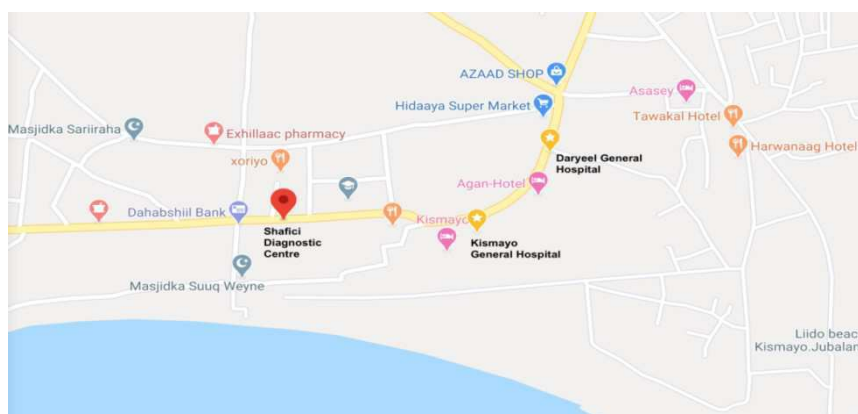 AZAAD SHOP
Asasey
Hidaaya Super Market
Tawakal Hotel
Masjidka Sariiraha
Exhillaac pharmacy
Harwanaag Hotel
xoriyo
Daryeel General
Hospital
Agan-Hotel
Dahabshiil Bank
Kismayo
Shafici
Diagnostic
Centre
Kismayo
General Hospital
Masjidka Suuq Weyne
Liido beac
Kismayo.Jubalan